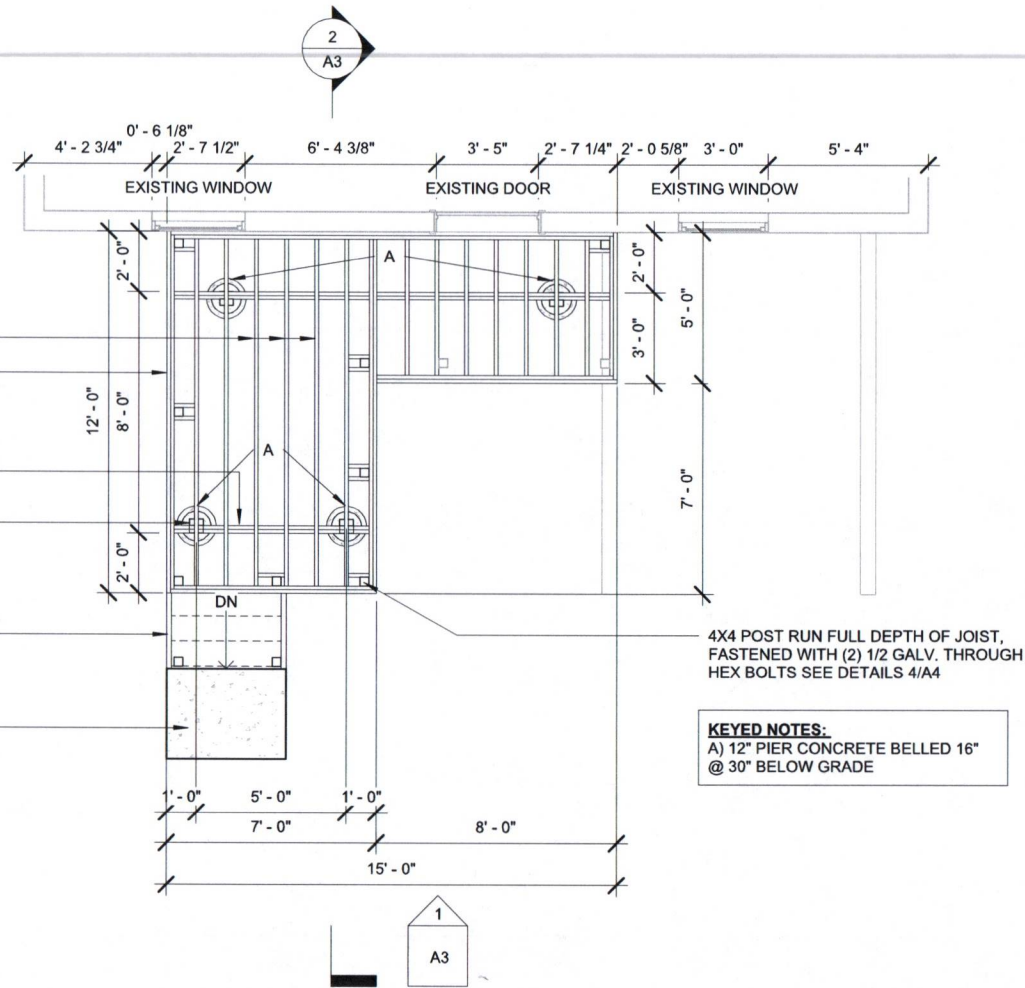 2
A3
0' - 6 1/8"
4' - 2 3/4"
2' - 7 1/2"
6' - 4 3/8"
3' - 5"
2' - 7 1/4"
2' - 0 5/8"
3' - 0"
5' - 4"
EXISTING WINDOW
EXISTING DOOR
EXISTING WINDOW
2' - 0"
A
2' - 0"
5' - 0"
3' - 0"
12' - 0"
8' - 0"
A
7' - 0"
2' - 0"
DN
4X4 POST RUN FULL DEPTH OF JOIST,
FASTENED WITH (2) 1/2 GALV. THROUGH
HEX BOLTS SEE DETAILS 4/A4
KEYED NOTES:
A) 12" PIER CONCRETE BELLED 16"
@ 30" BELOW GRADE
1'- 0"
5' - 0"
1'- 0"
7' - 0"
8' - 0"
15' - 0"
1
A3